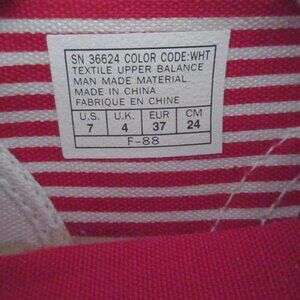 SN 36624 COLOR CODE:WHT
TEXTILE UPPER BALANCE
MAN MADE MATERIAL
MADE IN CHINA
FABRIQUE EN CHINE
U.S. U.K. EUR CM
7 4 37 24
F-88